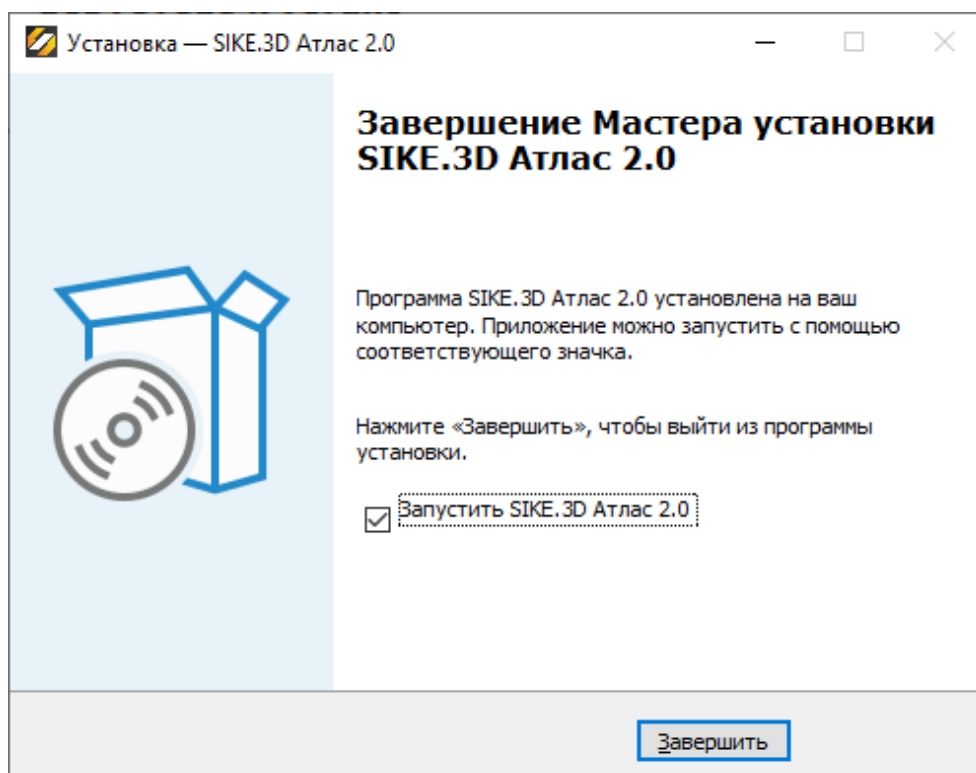 Установка — SIKE.3D Атлас 2.0
Завершение Мастера установки
SIKE.3D Атлас 2.0
Программа SIKE.3D Атлас 2.0 установлена на ваш
компьютер. Приложение можно запустить с помощью
соответствующего значка.
Нажмите «Завершить», чтобы выйти из программы
установки.
Запустить SIKE.3D Атлас 2.0
Завершить